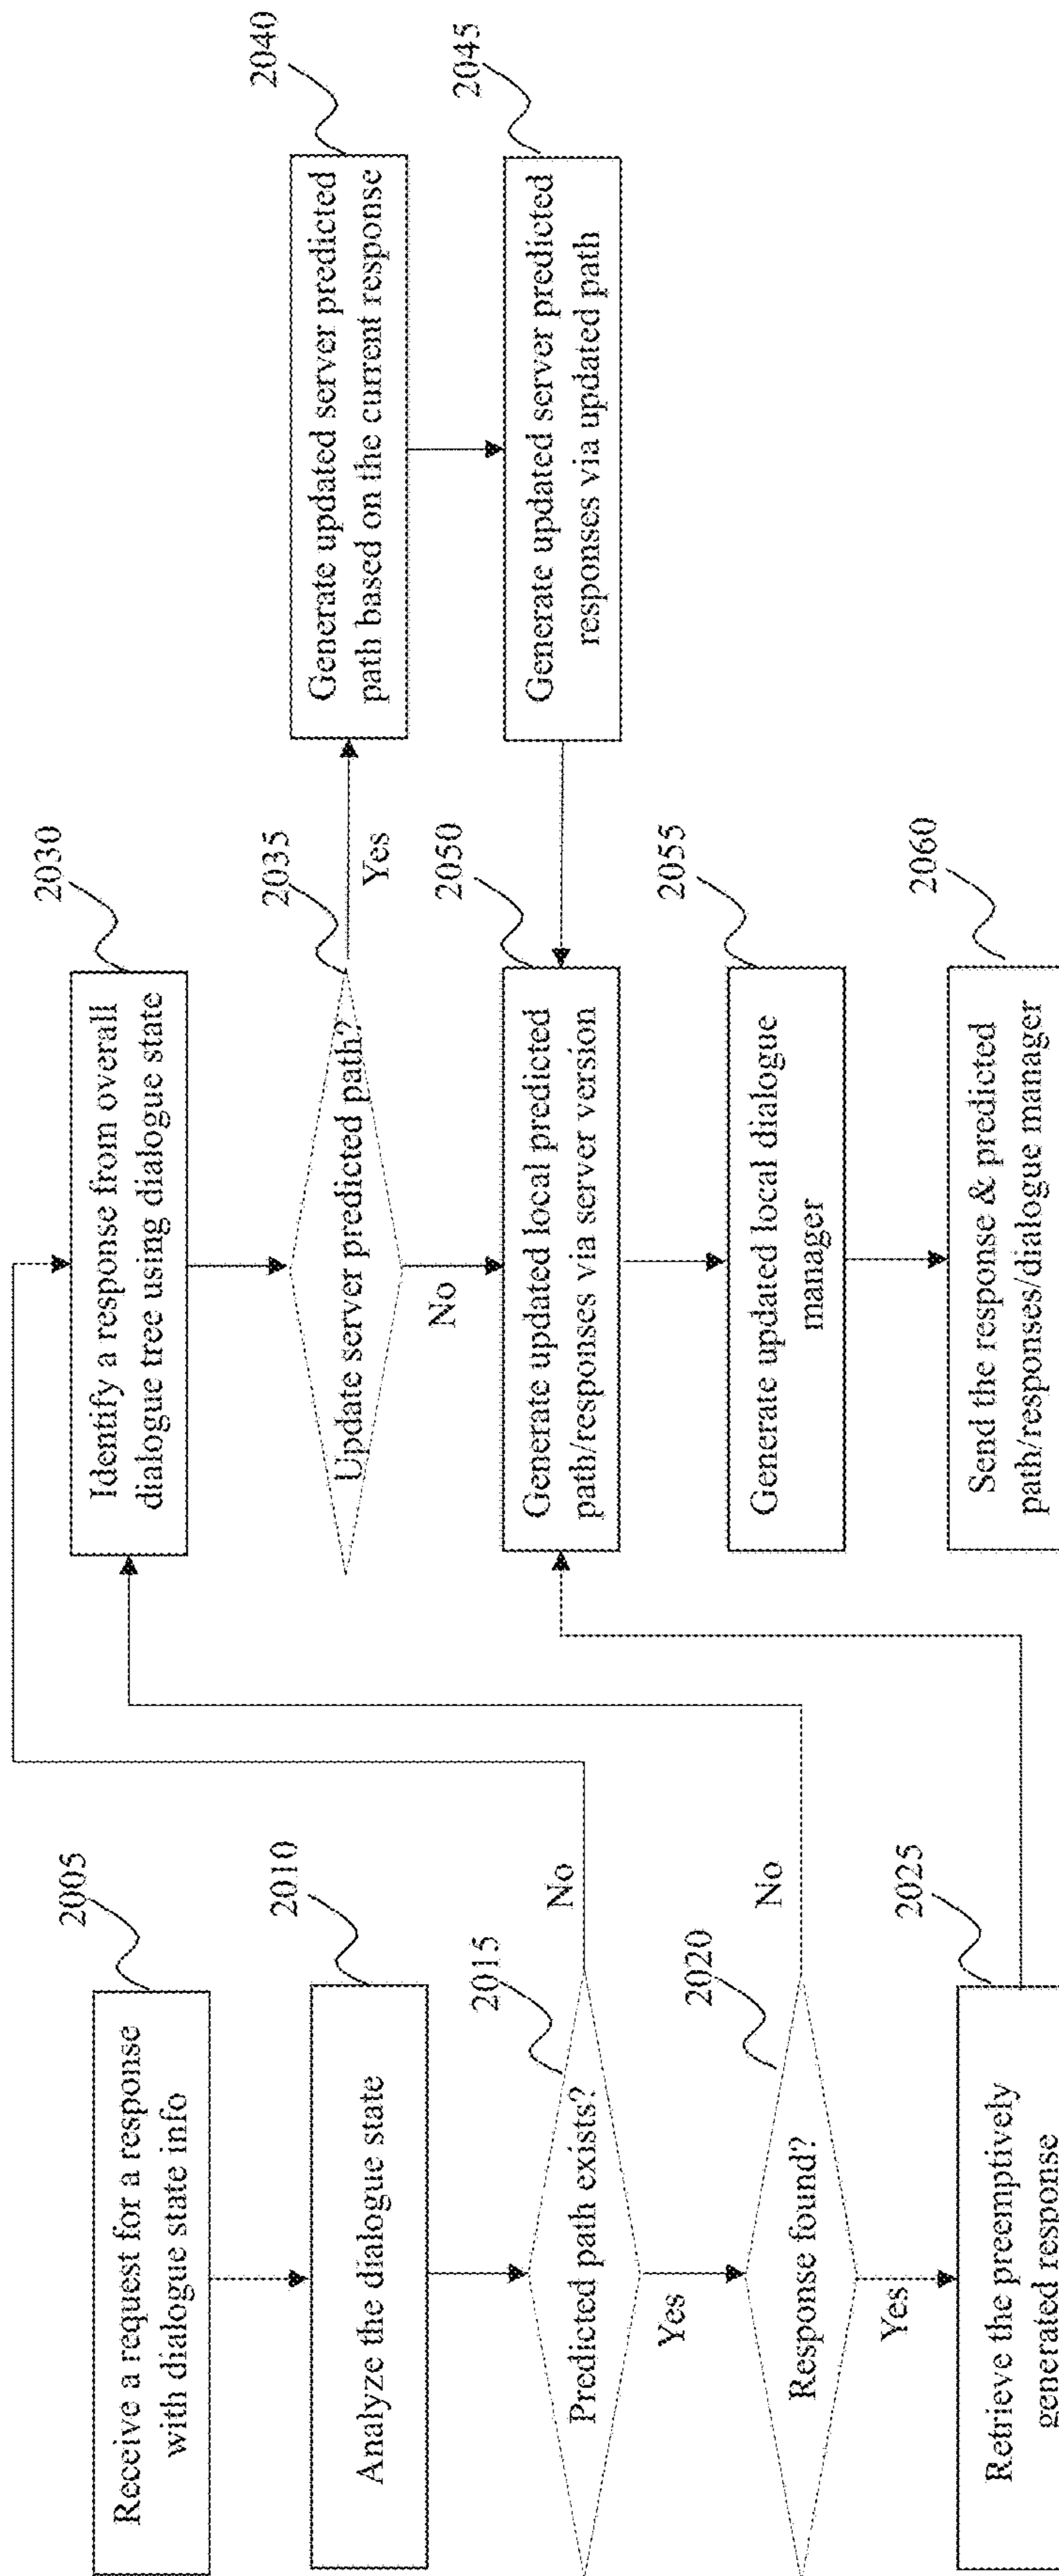 2005
Receive a request for a response
with dialogue state info
2010
Analyze the dialogue state
2015
Predicted path exists?
No
Yes
2020
Response found?
No
Yes
2025
Retrieve the preemptively
generated response
2030
Identify a response from overall
dialogue tree using dialogue state
2035
Update server predicted path?
Yes
No
2040
Generate updated server predicted
path based on the current response
2045
Generate updated server predicted
responses via updated path
2050
Generate updated local predicted
path/responses via server version
2055
Generate updated local dialogue
manager
2060
Send the response & predicted
path/responses/dialogue manager